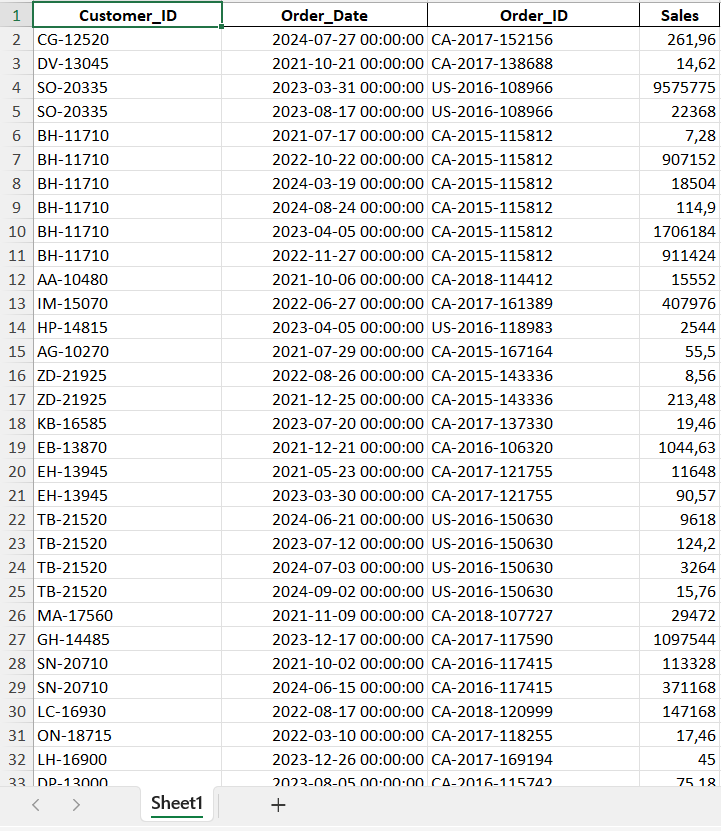 1 Customer_ID Order_Date Order_ID Sales
2 CG-12520 2024-07-27 00:00:00 CA-2017-152156 261,96
3 DV-13045 2021-10-21 00:00:00 CA-2017-138688 14,62
4 SO-20335 2023-03-31 00:00:00 US-2016-108966 9575775
5 SO-20335 2023-08-17 00:00:00 US-2016-108966 22368
6 BH-11710 2021-07-17 00:00:00 CA-2015-115812 7,28
7 BH-11710 2022-10-22 00:00:00 CA-2015-115812 907152
8 BH-11710 2024-03-19 00:00:00 CA-2015-115812 18504
9 BH-11710 2024-08-24 00:00:00 CA-2015-115812 114,9
10 BH-11710 2023-04-05 00:00:00 CA-2015-115812 1706184
11 BH-11710 2022-11-27 00:00:00 CA-2015-115812 911424
12 AA-10480 2021-10-06 00:00:00 CA-2018-114412 15552
13 IM-15070 2022-06-27 00:00:00 CA-2017-161389 407976
14 HP-14815 2023-04-05 00:00:00 US-2016-118983 2544
15 AG-10270 2021-07-29 00:00:00 CA-2015-167164 55,5
16 ZD-21925 2022-08-26 00:00:00 CA-2015-143336 8,56
17 ZD-21925 2021-12-25 00:00:00 CA-2015-143336 213,48
18 KB-16585 2023-07-20 00:00:00 CA-2017-137330 19,46
19 EB-13870 2021-12-21 00:00:00 CA-2016-106320 1044,63
20 EH-13945 2021-05-23 00:00:00 CA-2017-121755 11648
21 EH-13945 2023-03-30 00:00:00 CA-2017-121755 90,57
22 TB-21520 2024-06-21 00:00:00 US-2016-150630 9618
23 TB-21520 2023-07-12 00:00:00 US-2016-150630 124,2
24 TB-21520 2024-07-03 00:00:00 US-2016-150630 3264
25 TB-21520 2024-09-02 00:00:00 US-2016-150630 15,76
26 MA-17560 2021-11-09 00:00:00 CA-2018-107727 29472
27 GH-14485 2023-12-17 00:00:00 CA-2017-117590 1097544
28 SN-20710 2021-10-02 00:00:00 CA-2016-117415 113328
29 SN-20710 2024-06-15 00:00:00 CA-2016-117415 371168
30 LC-16930 2022-08-17 00:00:00 CA-2018-120999 147168
31 ON-18715 2022-03-10 00:00:00 CA-2017-118255 17,46
32 LH-16900 2023-12-26 00:00:00 CA-2017-169194 45
33 DP-13000 2023-08-05 00:00:00 CA-2016-115742 75,18
Sheet1